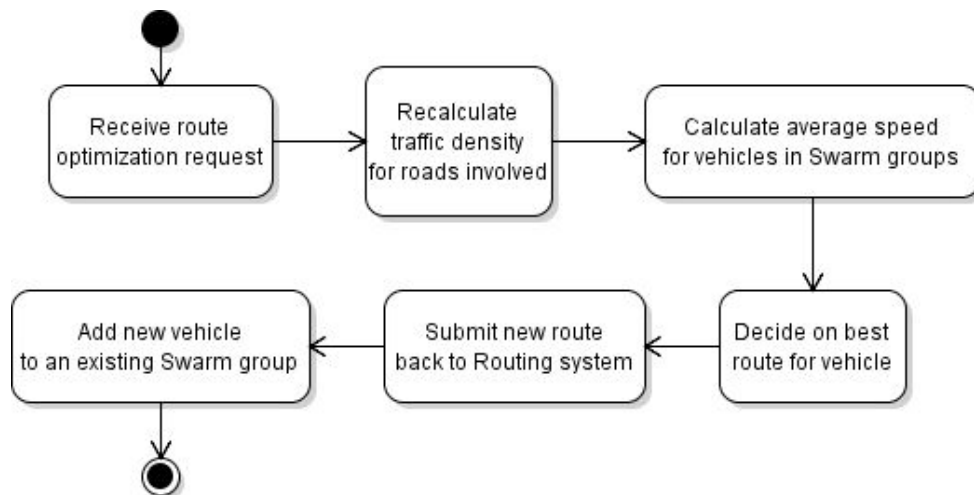 Receive route
optimization request
Recalculate
traffic density
for roads involved
Calculate average speed
for vehicles in Swarm groups
Decide on best
route for vehicle
Submit new route
back to Routing system
Add new vehicle
to an existing Swarm group